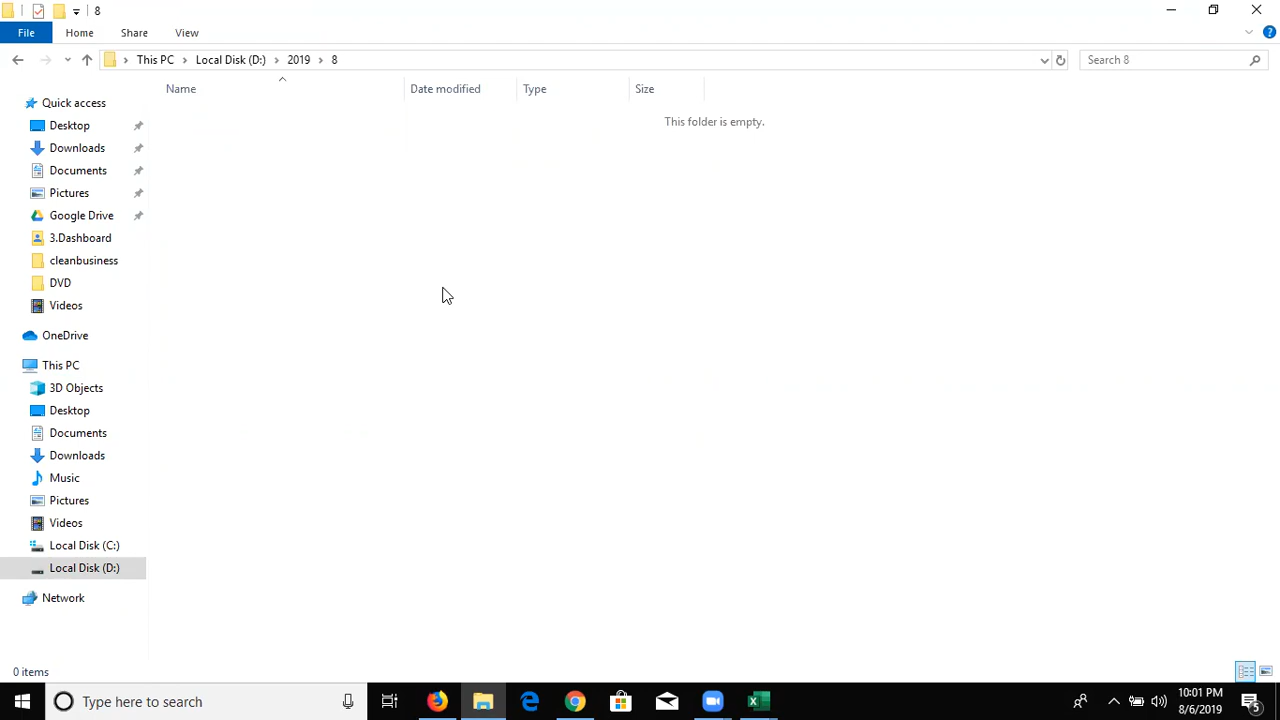 8
File
Home
Share
View
This PC
Local Disk (D:)
2019
8
Search 8
Name
Date modified
Type
Size
This folder is empty.
Quick access
Desktop
Downloads
Documents
Pictures
Google Drive
3.Dashboard
cleanbusiness
DVD
Videos
OneDrive
This PC
3D Objects
Desktop
Documents
Downloads
Music
Pictures
Videos
Local Disk (C:)
Local Disk (D:)
Network
0 items
Type here to search
10:01 PM
8/6/2019
5